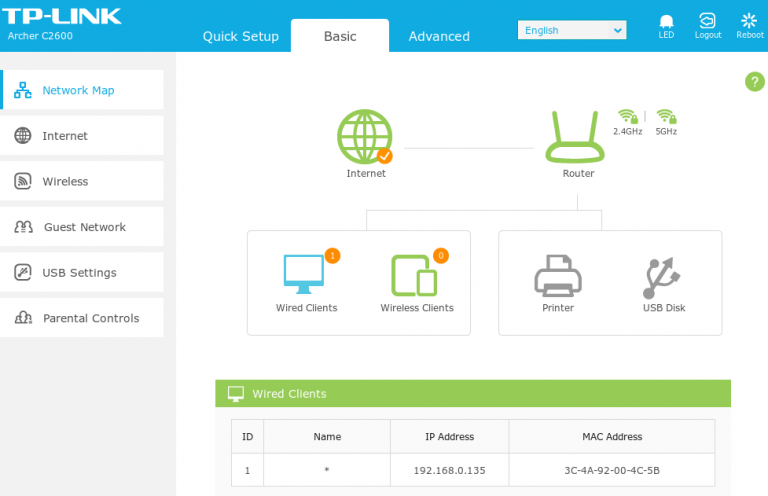 TP-LINK
Archer C2600
Quick Setup Basic Advanced
English
LED Logout Reboot
Network Map
Internet
Wireless
Guest Network
USB Settings
Parental Controls
?
2.4GHz 5GHz
Internet Router
1 0
Wired Clients Wireless Clients Printer USB Disk
Wired Clients
ID Name IP Address MAC Address
1 * 192.168.0.135 3C-4A-92-00-4C-5B